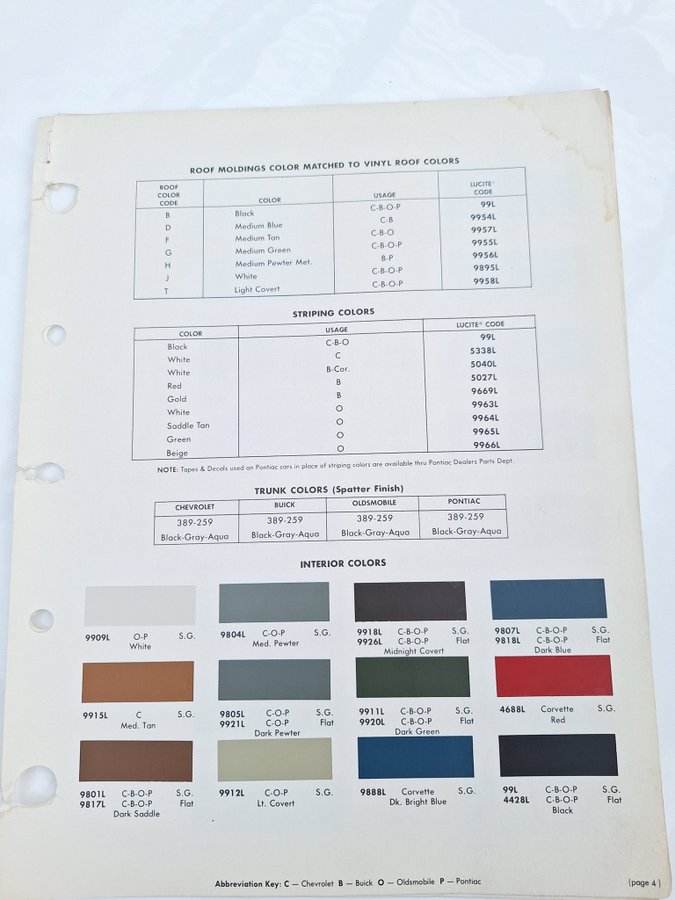 ROOF MOLDINGS COLOR MATCHED TO VINYL ROOF COLORS
ROOF COLOR CODE COLOR USAGE LUCITE® CODE
B Black C-B-O-P 99L
D Medium Blue C-B 9954L
F Medium Tan C-B-O 9957L
G Medium Green C-B-O-P 9955L
H Medium Pewter Met. B-P 9956L
J White C-B-O-P 9895L
T Light Covert C-B-O-P 9958L
STRIPING COLORS
COLOR USAGE LUCITE® CODE
Black C-B-O 99L
White C 5338L
White B-Cor. 5040L
Red B 5027L
Gold B 9669L
White O 9963L
Saddle Tan O 9964L
Green O 9965L
Beige O 9966L
NOTE: Tapes & Decals used on Pontiac cars in place of striping colors are available thru Pontiac Dealers Parts Dept.
TRUNK COLORS (Spatter Finish)
CHEVROLET BUICK OLDSMOBILE PONTIAC
389-259 389-259 389-259 389-259
Black-Gray-Aqua Black-Gray-Aqua Black-Gray-Aqua Black-Gray-Aqua
INTERIOR COLORS
9909L O-P S.G.
White
9804L C-O-P S.G.
Med. Pewter
9918L C-B-O-P S.G.
9926L C-B-O-P Flat
Midnight Covert
9807L C-B-O-P S.G.
9818L C-B-O-P Flat
Dark Blue
9915L C S.G.
Med. Tan
9805L C-O-P S.G.
9921L C-O-P Flat
Dark Pewter
9911L C-B-O-P S.G.
9920L C-B-O-P Flat
Dark Green
4688L Corvette S.G.
Red
9801L C-B-O-P S.G.
9817L C-B-O-P Flat
Dark Saddle
9912L C-O-P S.G.
Lt. Covert
9888L Corvette S.G.
Dk. Bright Blue
99L C-B-O-P S.G.
4428L C-B-O-P Flat
Black
Abbreviation Key: C — Chevrolet B — Buick O — Oldsmobile P — Pontiac
(page 4)